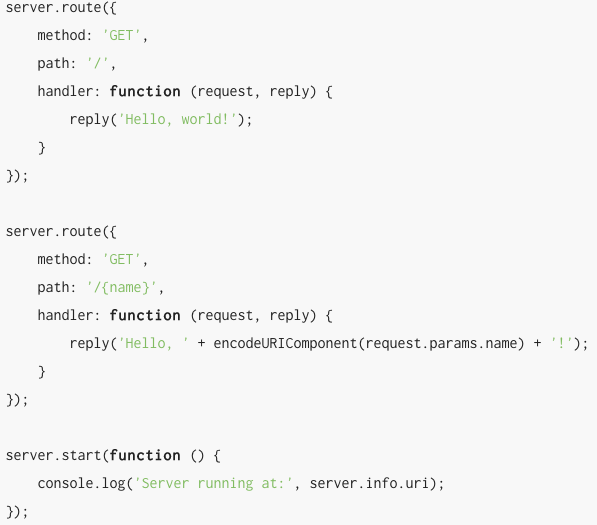 server.route({
    method: 'GET',
    path: '/',
    handler: function (request, reply) {
        reply('Hello, world!');
    }
});

server.route({
    method: 'GET',
    path: '/{name}',
    handler: function (request, reply) {
        reply('Hello, ' + encodeURIComponent(request.params.name) + '!');
    }
});

server.start(function () {
    console.log('Server running at:', server.info.uri);
});